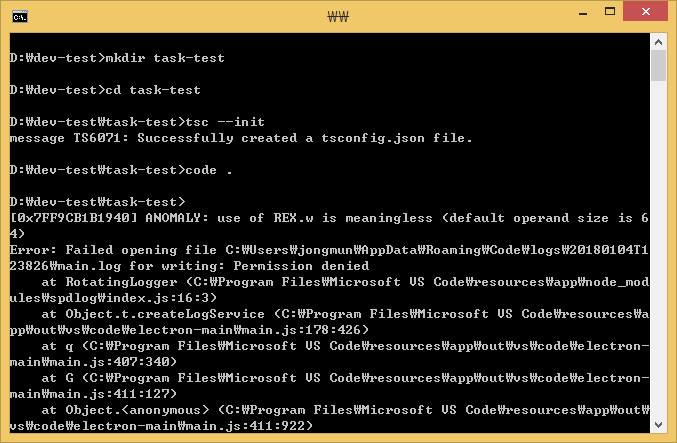 ₩₩
D:₩dev-test>mkdir task-test
D:₩dev-test>cd task-test
D:₩dev-test₩task-test>tsc --init
message TS6071: Successfully created a tsconfig.json file.
D:₩dev-test₩task-test>code .
D:₩dev-test₩task-test>
[0x7FF9CB1B1940] ANOMALY: use of REX.w is meaningless (default operand size is 6
4)
Error: Failed opening file C:₩Users₩jongmun₩AppData₩Roaming₩Code₩logs₩20180104T1
23826₩main.log for writing: Permission denied
    at RotatingLogger (C:₩Program Files₩Microsoft VS Code₩resources₩app₩node_mod
ules₩spdlog₩index.js:16:3)
    at Object.t.createLogService (C:₩Program Files₩Microsoft VS Code₩resources₩a
pp₩out₩vs₩code₩electron-main₩main.js:178:426)
    at q (C:₩Program Files₩Microsoft VS Code₩resources₩app₩out₩vs₩code₩electron-
main₩main.js:407:340)
    at G (C:₩Program Files₩Microsoft VS Code₩resources₩app₩out₩vs₩code₩electron-
main₩main.js:411:127)
    at Object.<anonymous> (C:₩Program Files₩Microsoft VS Code₩resources₩app₩out₩
vs₩code₩electron-main₩main.js:411:922)